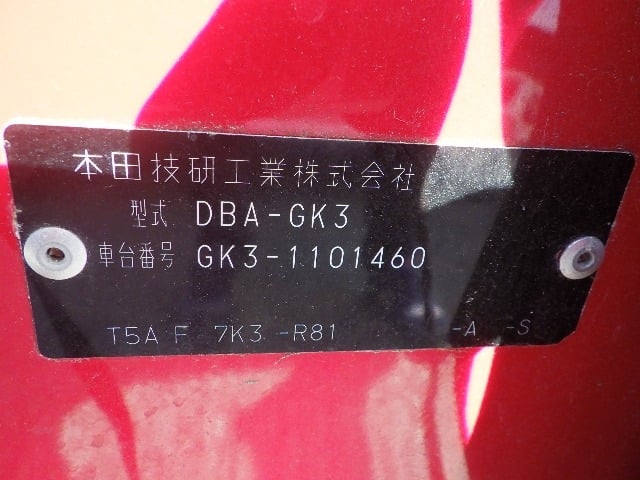 本田技研工業株式会社
型式 DBA-GK3
車台番号 GK3-1101460
T5A F 7K3 -R81 -A -S